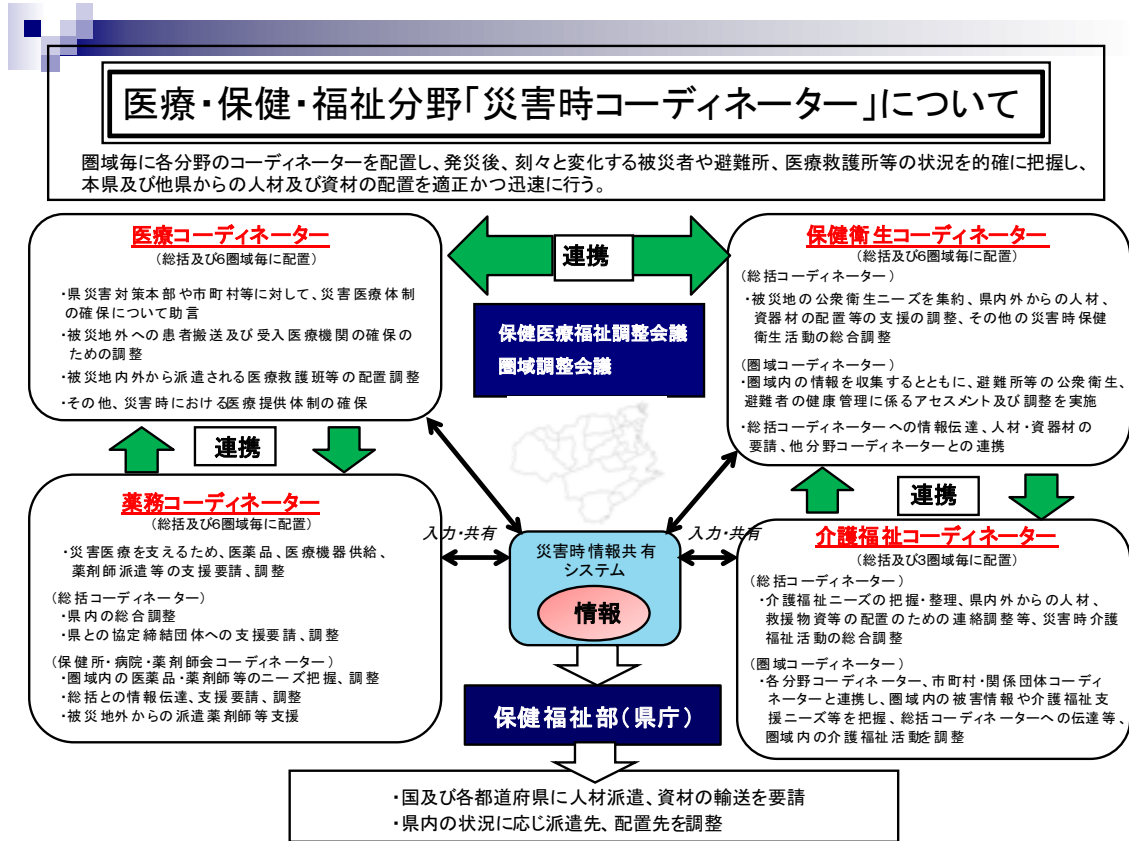 医療・保健・福祉分野「災害時コーディネーター」について
圏域毎に各分野のコーディネーターを配置し、発災後、刻々と変化する被災者や避難所、医療救護所等の状況を的確に把握し、
本県及び他県からの人材及び資材の配置を適正かつ迅速に行う。
医療コーディネーター
(総括及び6圏域毎に配置)
・県災害対策本部や市町村等に対して、災害医療体制
の確保について助言
・被災地外への患者搬送及び受入医療機関の確保の
ための調整
・被災地内外から派遣される医療救護班等の配置調整
・その他、災害時における医療提供体制の確保
連携
保健医療福祉調整会議
圏域調整会議
保健衛生コーディネーター
(総括及び6圏域毎に配置)
(総括コーディネーター)
・被災地の公衆衛生ニーズを集約、県内外からの人材、
資器材の配置等の支援の調整、その他の災害時保健
衛生活動の総合調整
(圏域コーディネーター)
・圏域内の情報を収集するとともに、避難所等の公衆衛生、
避難者の健康管理に係るアセスメント及び調整を実施
・総括コーディネーターへの情報伝達、人材・資器材の
要請、他分野コーディネーターとの連携
連携
連携
薬務コーディネーター
(総括及び6圏域毎に配置)
・災害医療を支えるため、医薬品、医療機器供給、
薬剤師派遣等の支援要請、調整
(総括コーディネーター)
・県内の総合調整
・県との協定締結団体への支援要請、調整
(保健所・病院・薬剤師会コーディネーター)
・圏域内の医薬品・薬剤師等のニーズ把握、調整
・総括との情報伝達、支援要請、調整
・被災地外からの派遣薬剤師等支援
入力・共有
入力・共有
災害時情報共有
システム
情報
介護福祉コーディネーター
(総括及び3圏域毎に配置)
(総括コーディネーター)
・介護福祉ニーズの把握・整理、県内外からの人材、
救援物資等の配置のための連絡調整等、災害時介護
福祉活動の総合調整
(圏域コーディネーター)
・各分野コーディネーター、市町村・関係団体コーディ
ネーターと連携し、圏域内の被害情報や介護福祉支
援ニーズ等を把握、総括コーディネーターへの伝達等、
圏域内の介護福祉活動を調整
保健福祉部(県庁)
・国及び各都道府県に人材派遣、資材の輸送を要請
・県内の状況に応じ派遣先、配置先を調整